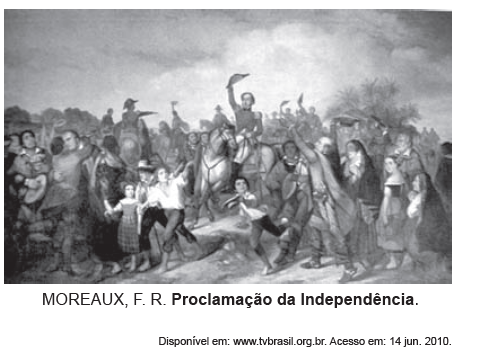 MOREAUX, F. R. Proclamação da Independência.
Disponível em: www.tvbrasil.org.br. Acesso em: 14 jun. 2010.